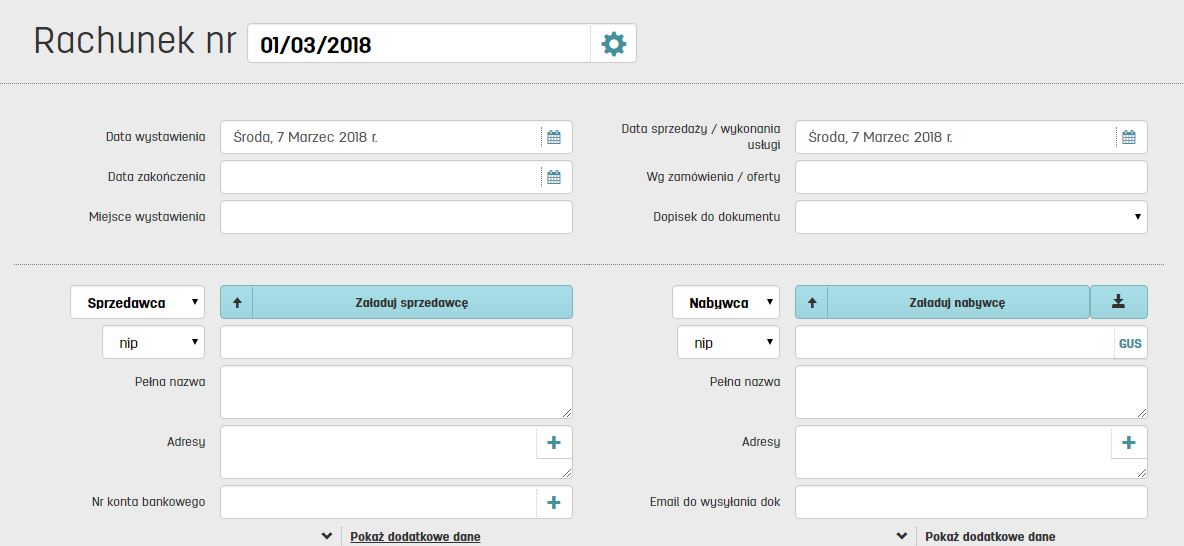 Rachunek nr 01/03/2018
Data wystawienia Środa, 7 Marzec 2018 r.
Data sprzedaży / wykonania
usługi Środa, 7 Marzec 2018 r.
Data zakończenia
Wg zamówienia / oferty
Miejsce wystawienia
Dopisek do dokumentu
Sprzedawca Załaduj sprzedawcę
Nabywca Załaduj nabywcę
nip
nip GUS
Pełna nazwa
Pełna nazwa
Adresy
Adresy
Nr konta bankowego
Email do wysyłania dok
Pokaż dodatkowe dane
Pokaż dodatkowe dane